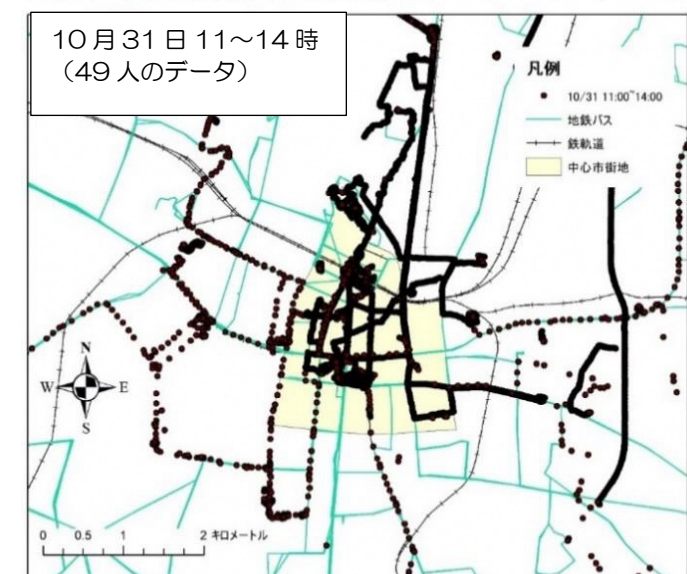 10月31日11～14時
（49人のデータ）
凡例
10/31 11:00~14:00
地鉄バス
鉄軌道
中心市街地
N
W E
S
0 0.5 1 2 キロメートル